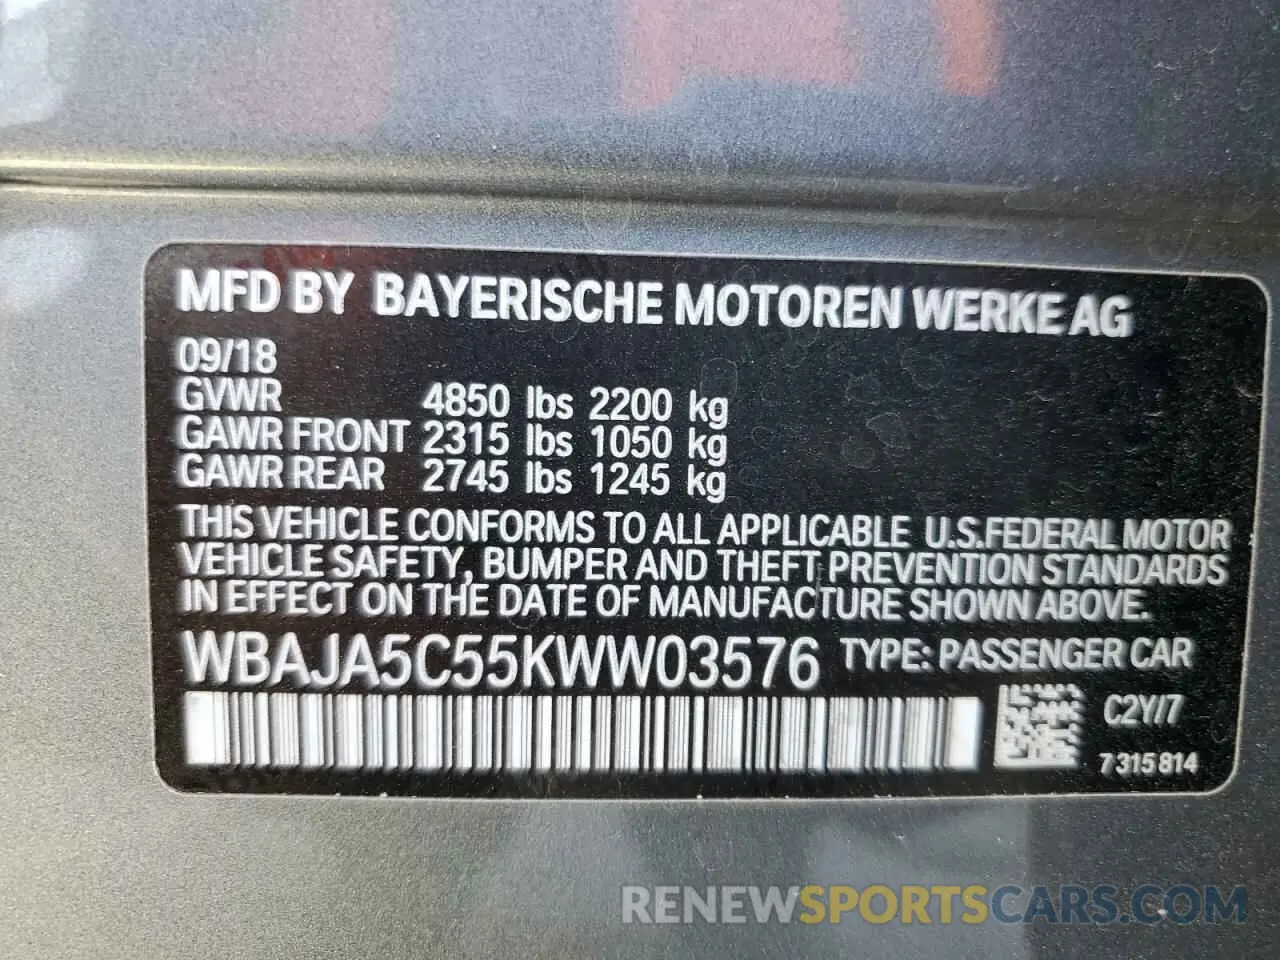 MFD BY BAYERISCHE MOTOREN WERKE AG
09/18
GVWR 4850 lbs 2200 kg
GAWR FRONT 2315 lbs 1050 kg
GAWR REAR 2745 lbs 1245 kg
THIS VEHICLE CONFORMS TO ALL APPLICABLE U.S.FEDERAL MOTOR
VEHICLE SAFETY, BUMPER AND THEFT PREVENTION STANDARDS
IN EFFECT ON THE DATE OF MANUFACTURE SHOWN ABOVE.
WBAJA5C55KWW03576 TYPE: PASSENGER CAR
C2Y/7
7315814
RENEWSPORTSCARS.COM